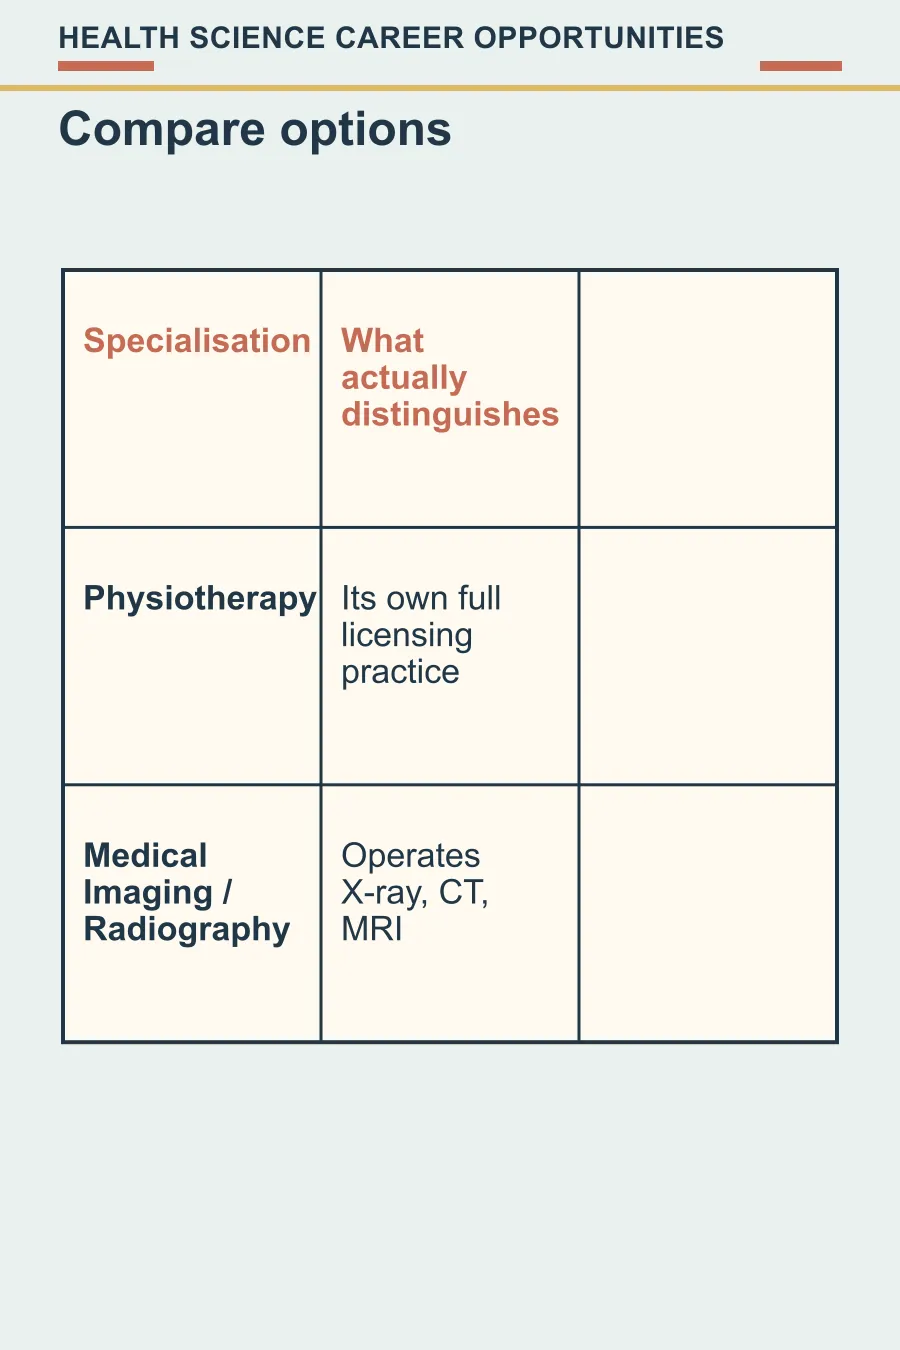 HEALTH SCIENCE CAREER OPPORTUNITIES
Compare options
Specialisation
What
actually
distinguishes
Physiotherapy
Its own full
licensing
practice
Medical
Imaging /
Radiography
Operates
X-ray, CT,
MRI